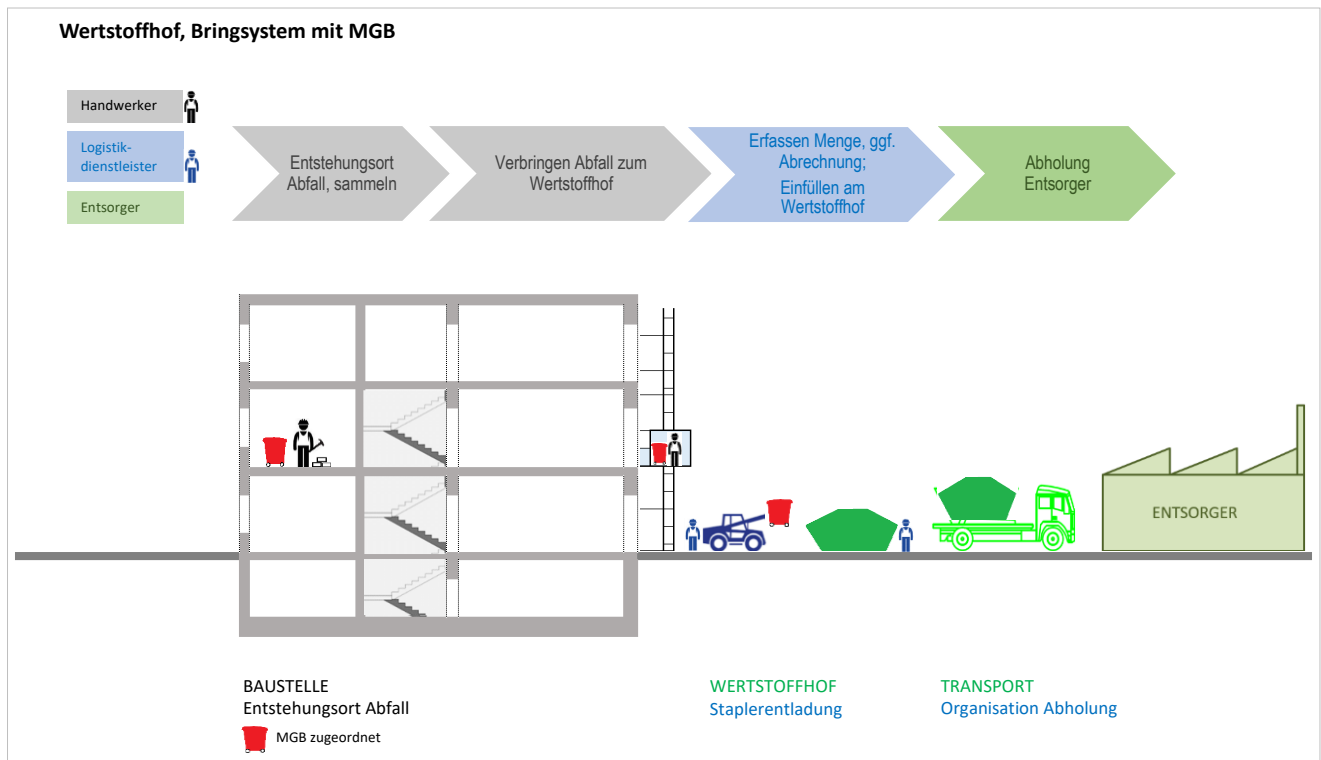 Wertstoffhof, Bringsystem mit MGB
Handwerker
Logistik-
dienstleister
Entsorger
Entstehungsort
Abfall, sammeln
Verbringen Abfall zum
Wertstoffhof
Erfassen Menge, ggf.
Abrechnung;
Einfüllen am
Wertstoffhof
Abholung
Entsorger
ENTSORGER
BAUSTELLE
Entstehungsort Abfall
MGB zugeordnet
WERTSTOFFHOF
Staplerentladung
TRANSPORT
Organisation Abholung